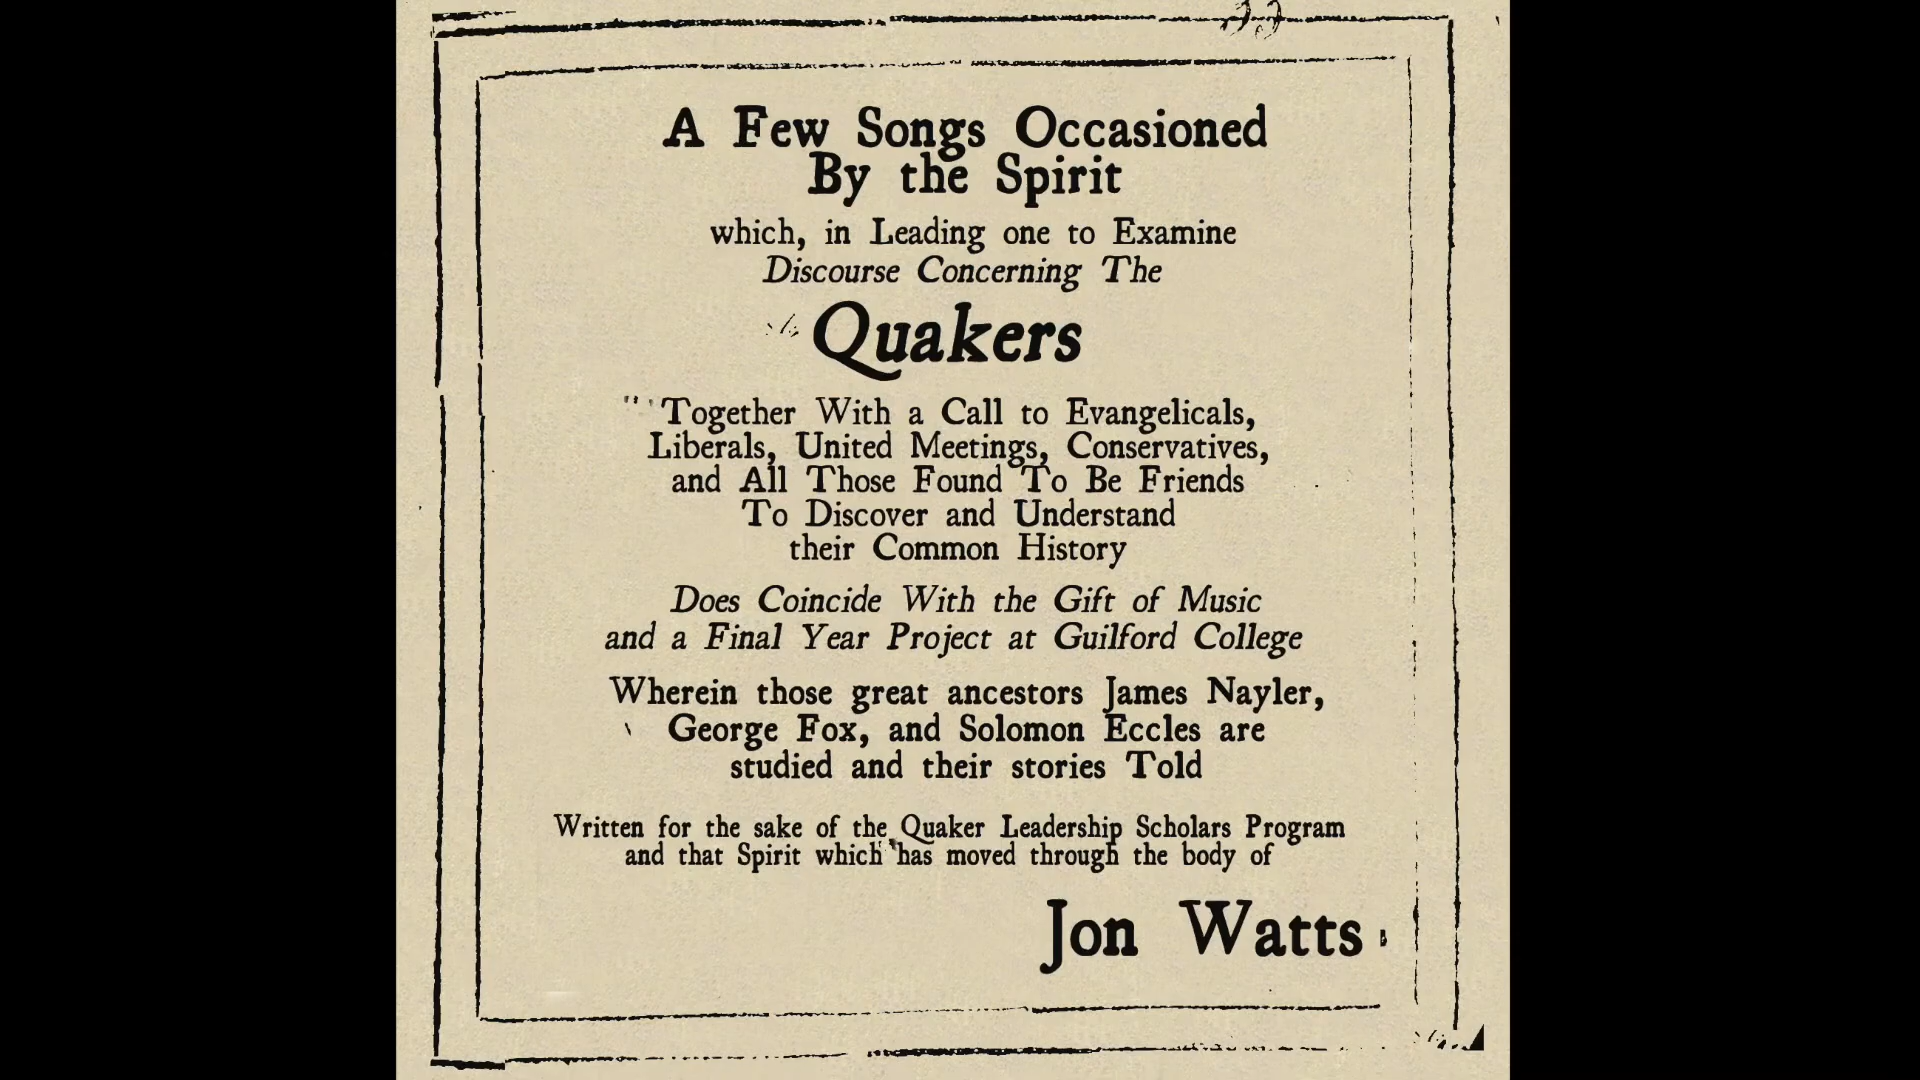 A Few Songs Occasioned
By the Spirit
which, in Leading one to Examine
Discourse Concerning The
Quakers
Together With a Call to Evangelicals,
Liberals, United Meetings, Conservatives,
and All Those Found To Be Friends
To Discover and Understand
their Common History
Does Coincide With the Gift of Music
and a Final Year Project at Guilford College
Wherein those great ancestors James Nayler,
George Fox, and Solomon Eccles are
studied and their stories Told
Written for the sake of the Quaker Leadership Scholars Program
and that Spirit which has moved through the body of
Jon Watts